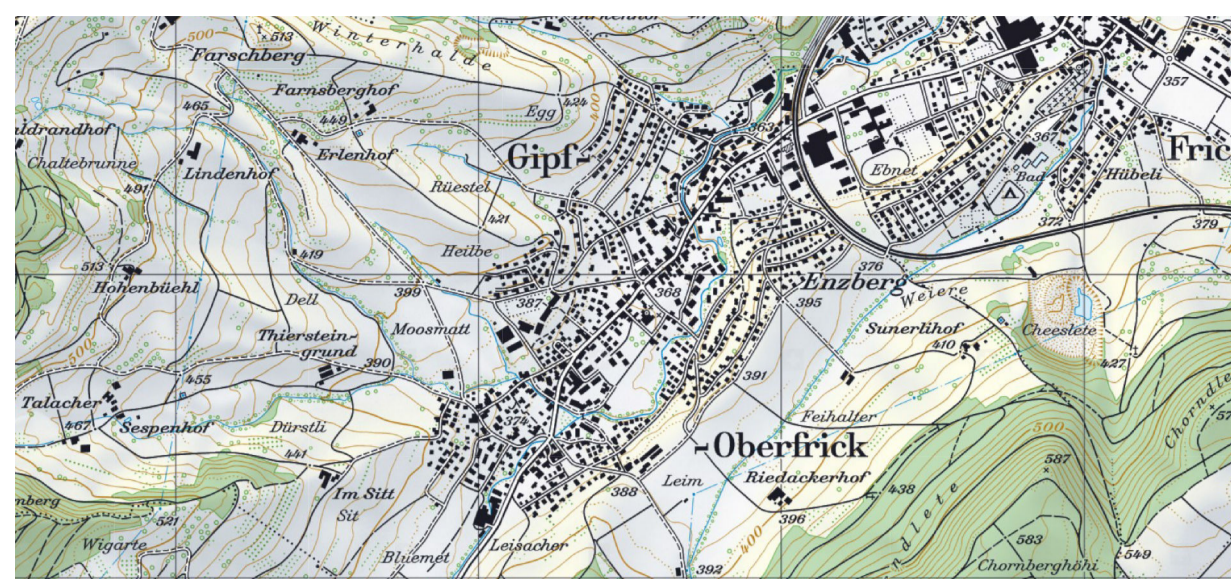 500
513
Winterhalde
Farschberg
Farnsberghof
465
449
Egg
424
400
363
357
Erlenhof
Gipf-
367
Fric
Chaltebrunne
Lindenhof
Ebnet
Bad
Hübeli
491
Rüestel
421
372
379
419
Heilbe
513
376
Hohenbüehl
399
387
368
Enzberg
Weiere
Dell
395
Moosmatt
Sunerlihof
Cheeslete
500
Thierstein-
grund
390
410
427
455
391
Talacher
Feihalter
467
Sespenhof
Dürstli
374
Chorndle
500
441
-Oberfrick
587
Im Sitt
Leim
Riedackerhof
438
388
Sit
396
521
ndlete
583
Wigarte
Bluemet
Leisacher
400
549
392
Chornberghöhi